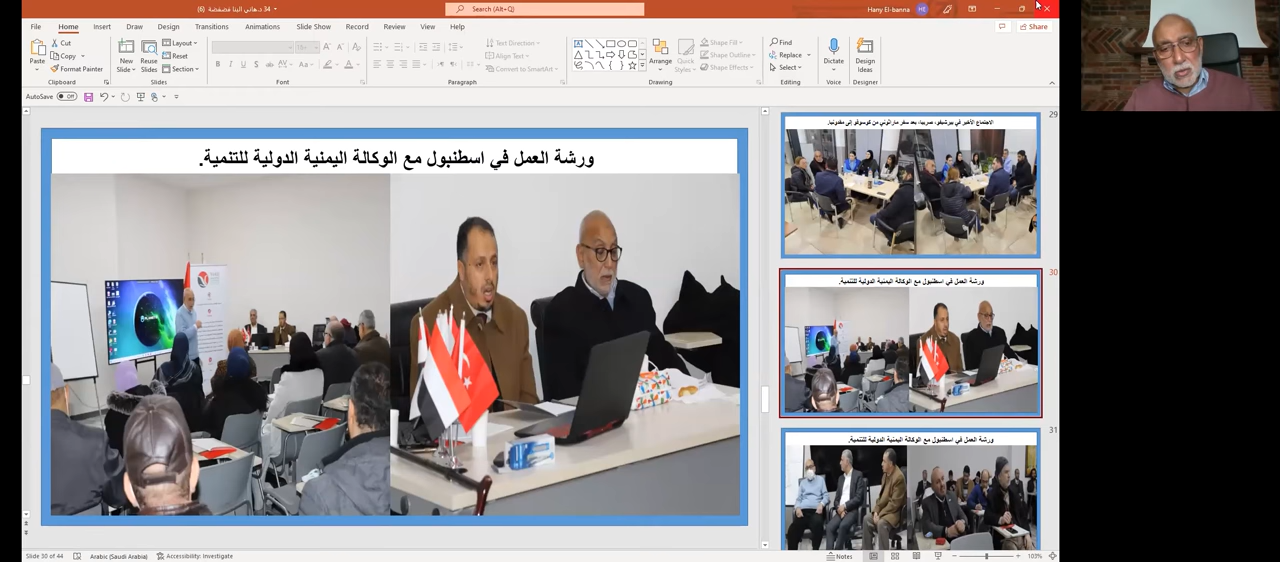 34 د.هاني البنا فضفضة (6)
Search (Alt+Q)
Hany El-banna
HE
File Home Insert Draw Design Transitions Animations Slide Show Record Review View Help
Share
Paste
Cut
Copy
Format Painter
Clipboard
New Slide
Reuse Slides
Layout
Reset
Section
Slides
Font
Paragraph
Text Direction
Align Text
Convert to SmartArt
Arrange
Quick Styles
Shape Fill
Shape Outline
Shape Effects
Drawing
Find
Replace
Select
Editing
Dictate
Voice
Design Ideas
Designer
AutoSave Off
ورشة العمل في اسطنبول مع الوكالة اليمنية الدولية للتنمية.
29
30
ورشة العمل في اسطنبول مع الوكالة اليمنية الدولية للتنمية.
31
ورشة العمل في اسطنبول مع الوكالة اليمنية الدولية للتنمية.
Slide 30 of 44
Arabic (Saudi Arabia)
Accessibility: Investigate
Notes
103%